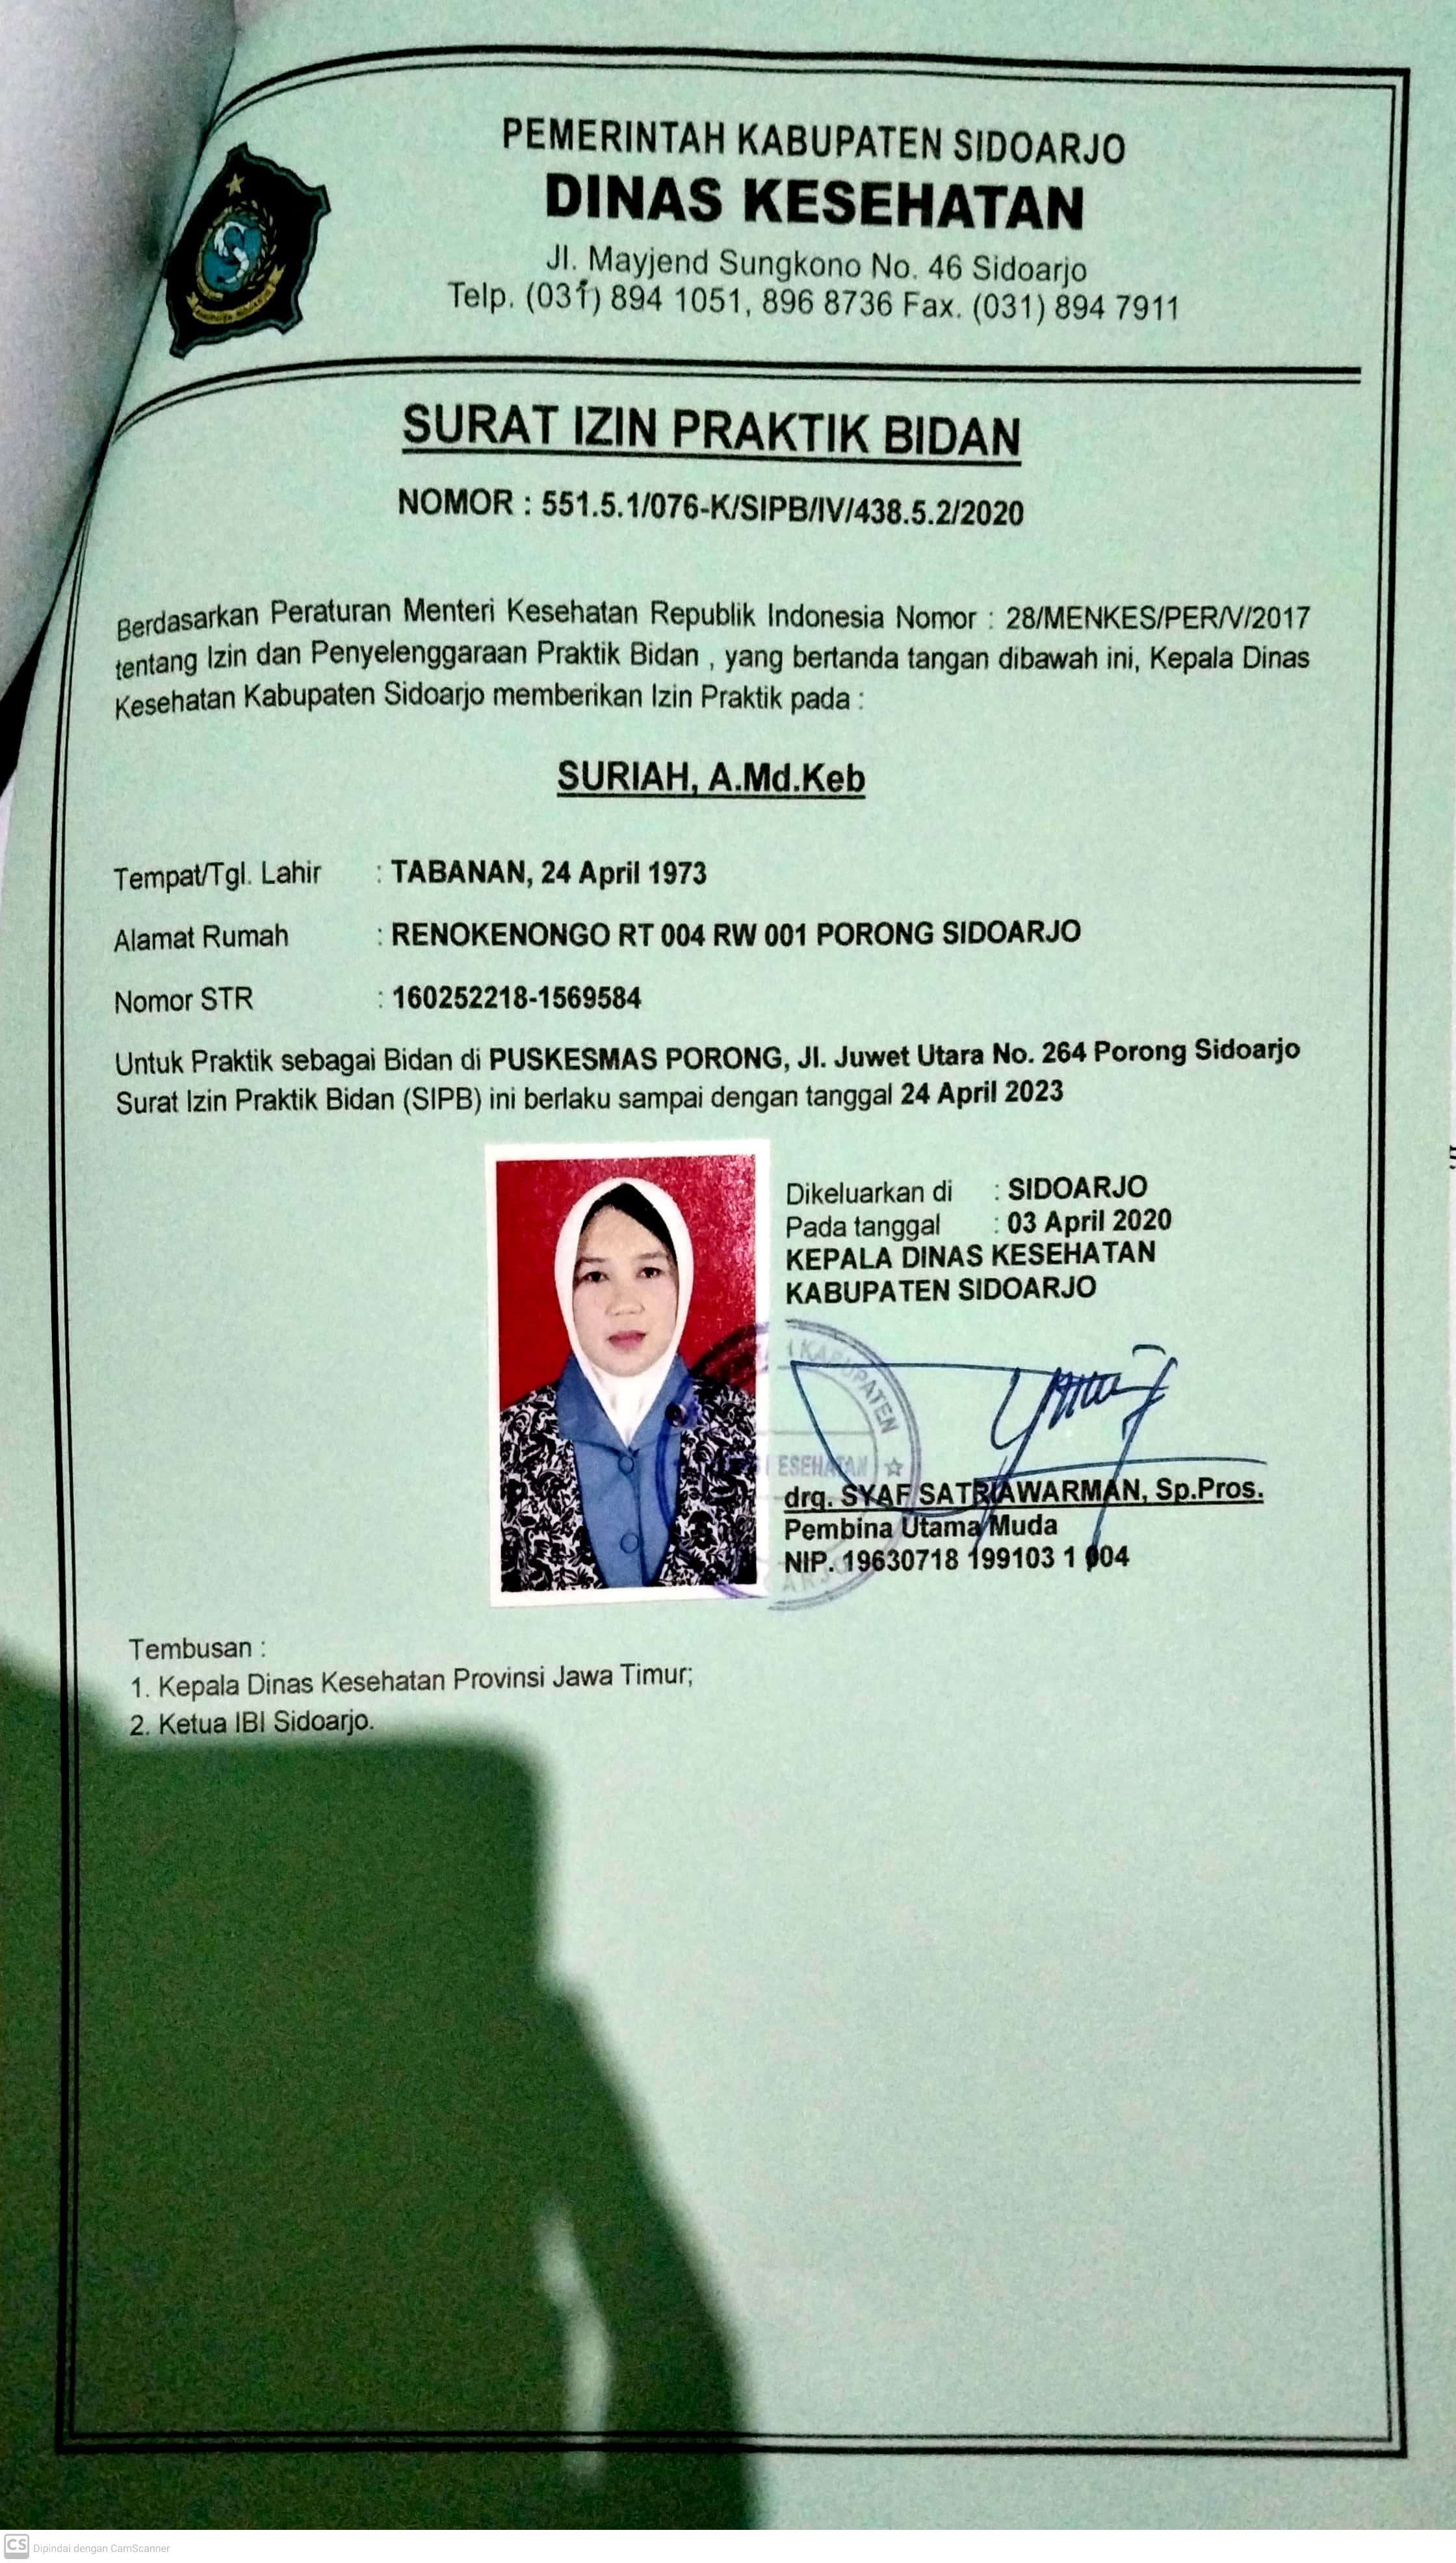 PEMERINTAH KABUPATEN SIDOARJO
DINAS KESEHATAN
Jl. Mayjend Sungkono No. 46 Sidoarjo
Telp. (031) 894 1051, 896 8736 Fax. (031) 894 7911
SURAT IZIN PRAKTIK BIDAN
NOMOR : 551.5.1/076-K/SIPB/IV/438.5.2/2020
Berdasarkan Peraturan Menteri Kesehatan Republik Indonesia Nomor : 28/MENKES/PER/V/2017
tentang Izin dan Penyelenggaraan Praktik Bidan , yang bertanda tangan dibawah ini, Kepala Dinas
Kesehatan Kabupaten Sidoarjo memberikan Izin Praktik pada :
SURIAH, A.Md.Keb
Tempat/Tgl. Lahir : TABANAN, 24 April 1973
Alamat Rumah : RENOKENONGO RT 004 RW 001 PORONG SIDOARJO
Nomor STR : 160252218-1569584
Untuk Praktik sebagai Bidan di PUSKESMAS PORONG, Jl. Juwet Utara No. 264 Porong Sidoarjo
Surat Izin Praktik Bidan (SIPB) ini berlaku sampai dengan tanggal 24 April 2023
Dikeluarkan di : SIDOARJO
Pada tanggal : 03 April 2020
KEPALA DINAS KESEHATAN
KABUPATEN SIDOARJO
KABUPATEN
ESEHATAN
drg. SYAF SATRIAWARMAN, Sp.Pros.
Pembina Utama Muda
NIP. 19630718 199103 1 004
Tembusan :
1. Kepala Dinas Kesehatan Provinsi Jawa Timur;
2. Ketua IBI Sidoarjo.
CS Dipindai dengan CamScanner